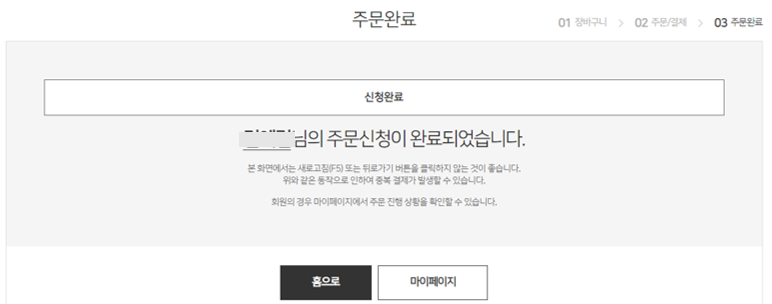 주문완료
01 장바구니 > 02 주문/결제 > 03 주문완료
신청완료
님의 주문신청이 완료되었습니다.
본 화면에서는 새로고침(F5) 또는 뒤로가기 버튼을 클릭하지 않는 것이 좋습니다.
위와 같은 동작으로 인하여 중복 결제가 발생할 수 있습니다.
회원의 경우 마이페이지에서 주문 진행 상황을 확인할 수 있습니다.
홈으로
마이페이지